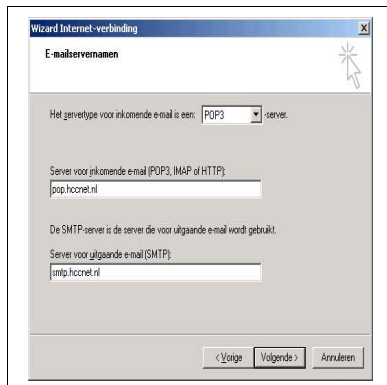 Wizard Internet-verbinding
E-mailservernamen
Het servertype voor inkomende e-mail is een: POP3 -server.
Server voor inkomende e-mail (POP3, IMAP of HTTP):
pop.hccnet.nl
De SMTP-server is de server die voor uitgaande e-mail wordt gebruikt.
Server voor uitgaande e-mail (SMTP):
smtp.hccnet.nl
< Vorige Volgende > Annuleren